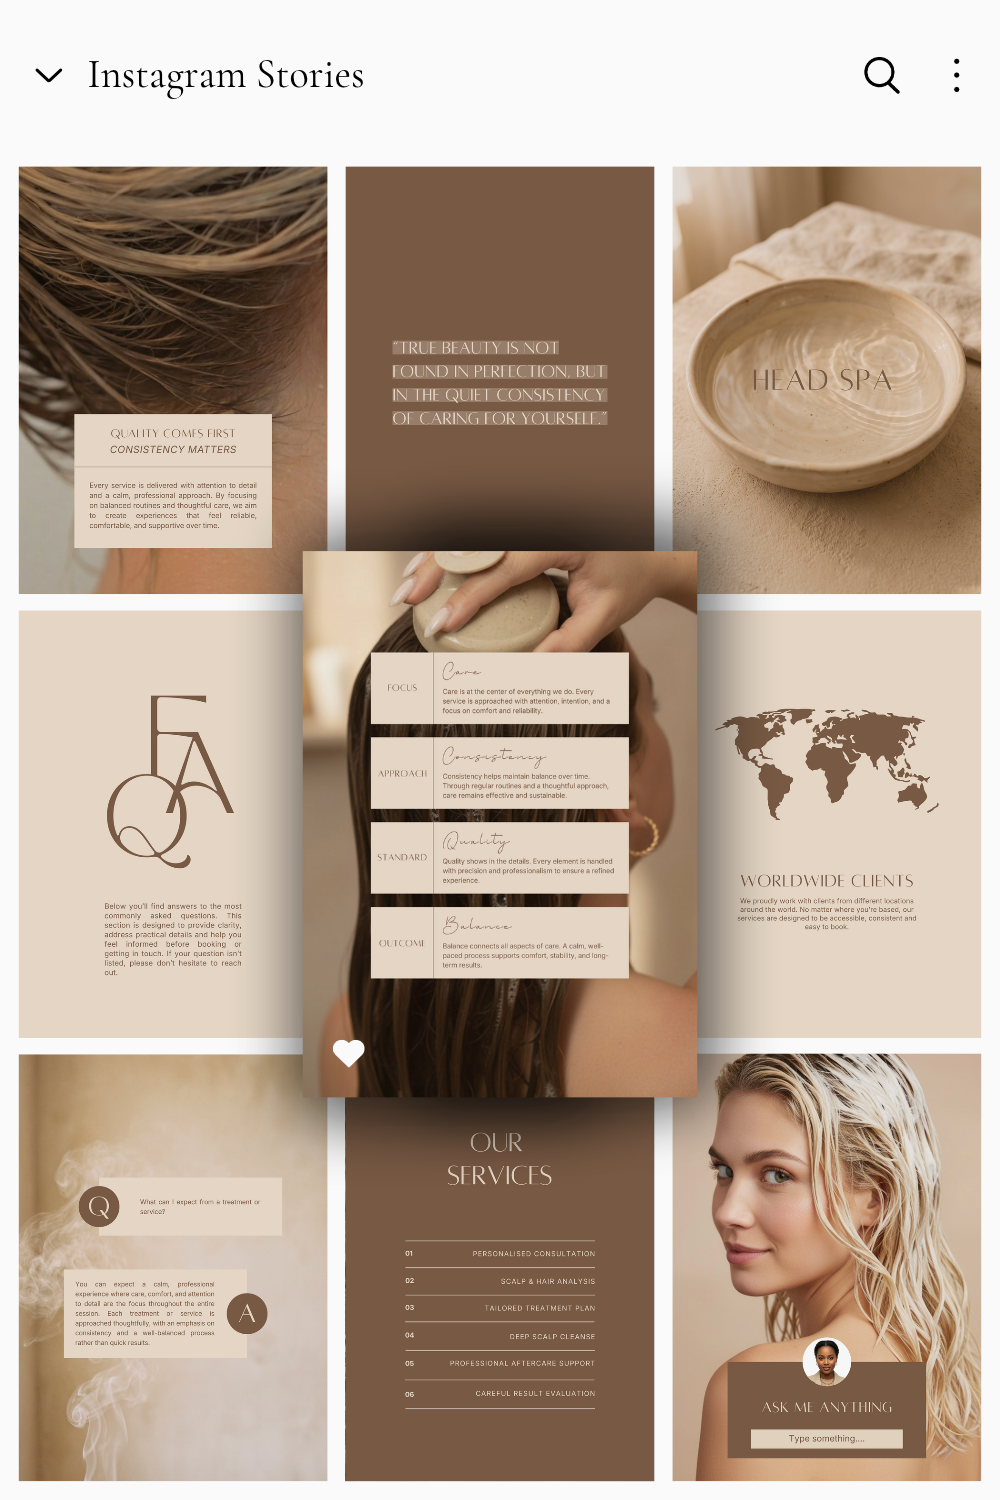 Instagram Stories
QUALITY COMES FIRST
CONSISTENCY MATTERS
Every service is delivered with attention to detail
and a calm, professional approach. By focusing
on balanced routines and thoughtful care, we aim
to create experiences that feel reliable,
comfortable, and supportive over time.
“TRUE BEAUTY IS NOT
FOUND IN PERFECTION, BUT
IN THE QUIET CONSISTENCY
OF CARING FOR YOURSELF.”
HEAD SPA
FAQ
Below you'll find answers to the most
commonly asked questions. This
section is designed to provide clarity,
address practical details and help you
feel informed before booking or
getting in touch. If your question isn't
listed, please don't hesitate to reach
out.
FOCUS
Care
Care is at the center of everything we do. Every
service is approached with attention, intention, and a
focus on comfort and reliability.
APPROACH
Consistency
Consistency helps maintain balance over time.
Through regular routines and a thoughtful approach,
care remains effective and sustainable.
STANDARD
Quality
Quality shows in the details. Every element is handled
with precision and professionalism to ensure a refined
experience.
OUTCOME
Balance
Balance connects all aspects of care. A calm, well-
paced process supports comfort, stability, and long-
term results.
WORLDWIDE CLIENTS
We proudly work with clients from different locations
around the world. No matter where you're based, our
services are designed to be accessible, consistent and
easy to book.
Q
What can I expect from a treatment or
service?
You can expect a calm, professional
experience where care, comfort, and attention
to detail are the focus throughout the entire
session. Each treatment or service is
approached thoughtfully, with an emphasis on
consistency and a well-balanced process
rather than quick results.
A
OUR
SERVICES
01 PERSONALISED CONSULTATION
02 SCALP & HAIR ANALYSIS
03 TAILORED TREATMENT PLAN
04 DEEP SCALP CLEANSE
05 PROFESSIONAL AFTERCARE SUPPORT
06 CAREFUL RESULT EVALUATION
ASK ME ANYTHING
Type something....